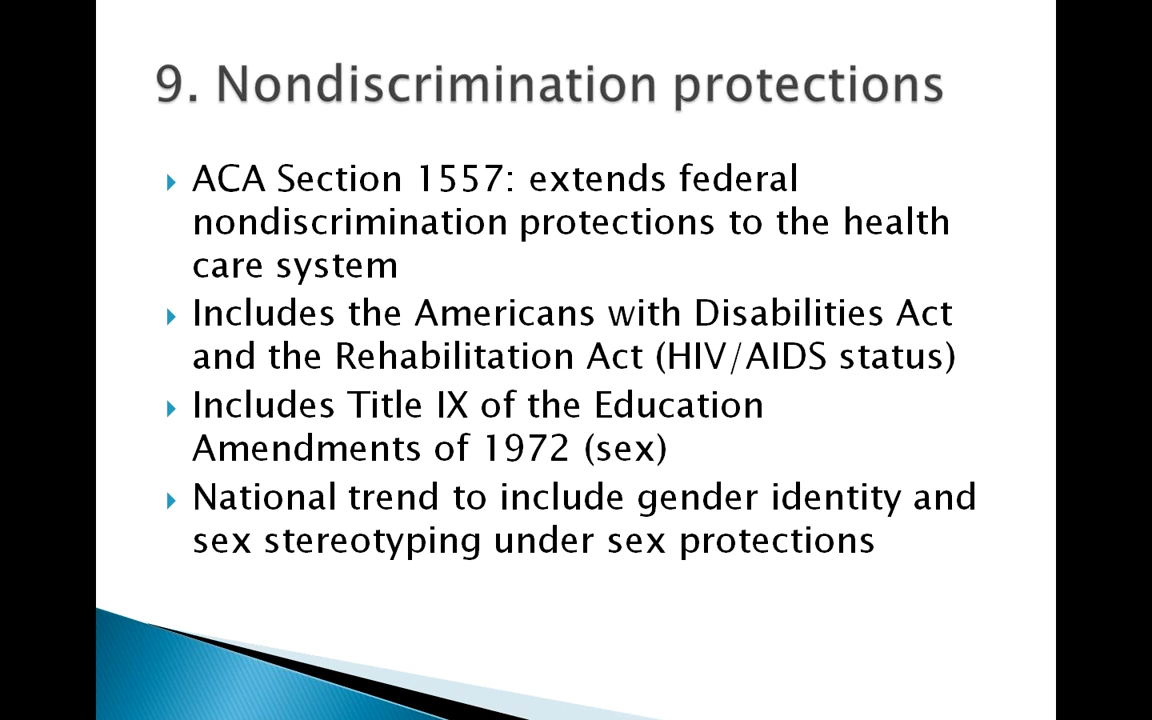 9. Nondiscrimination protections
ACA Section 1557: extends federal
nondiscrimination protections to the health
care system
Includes the Americans with Disabilities Act
and the Rehabilitation Act (HIV/AIDS status)
Includes Title IX of the Education
Amendments of 1972 (sex)
National trend to include gender identity and
sex stereotyping under sex protections